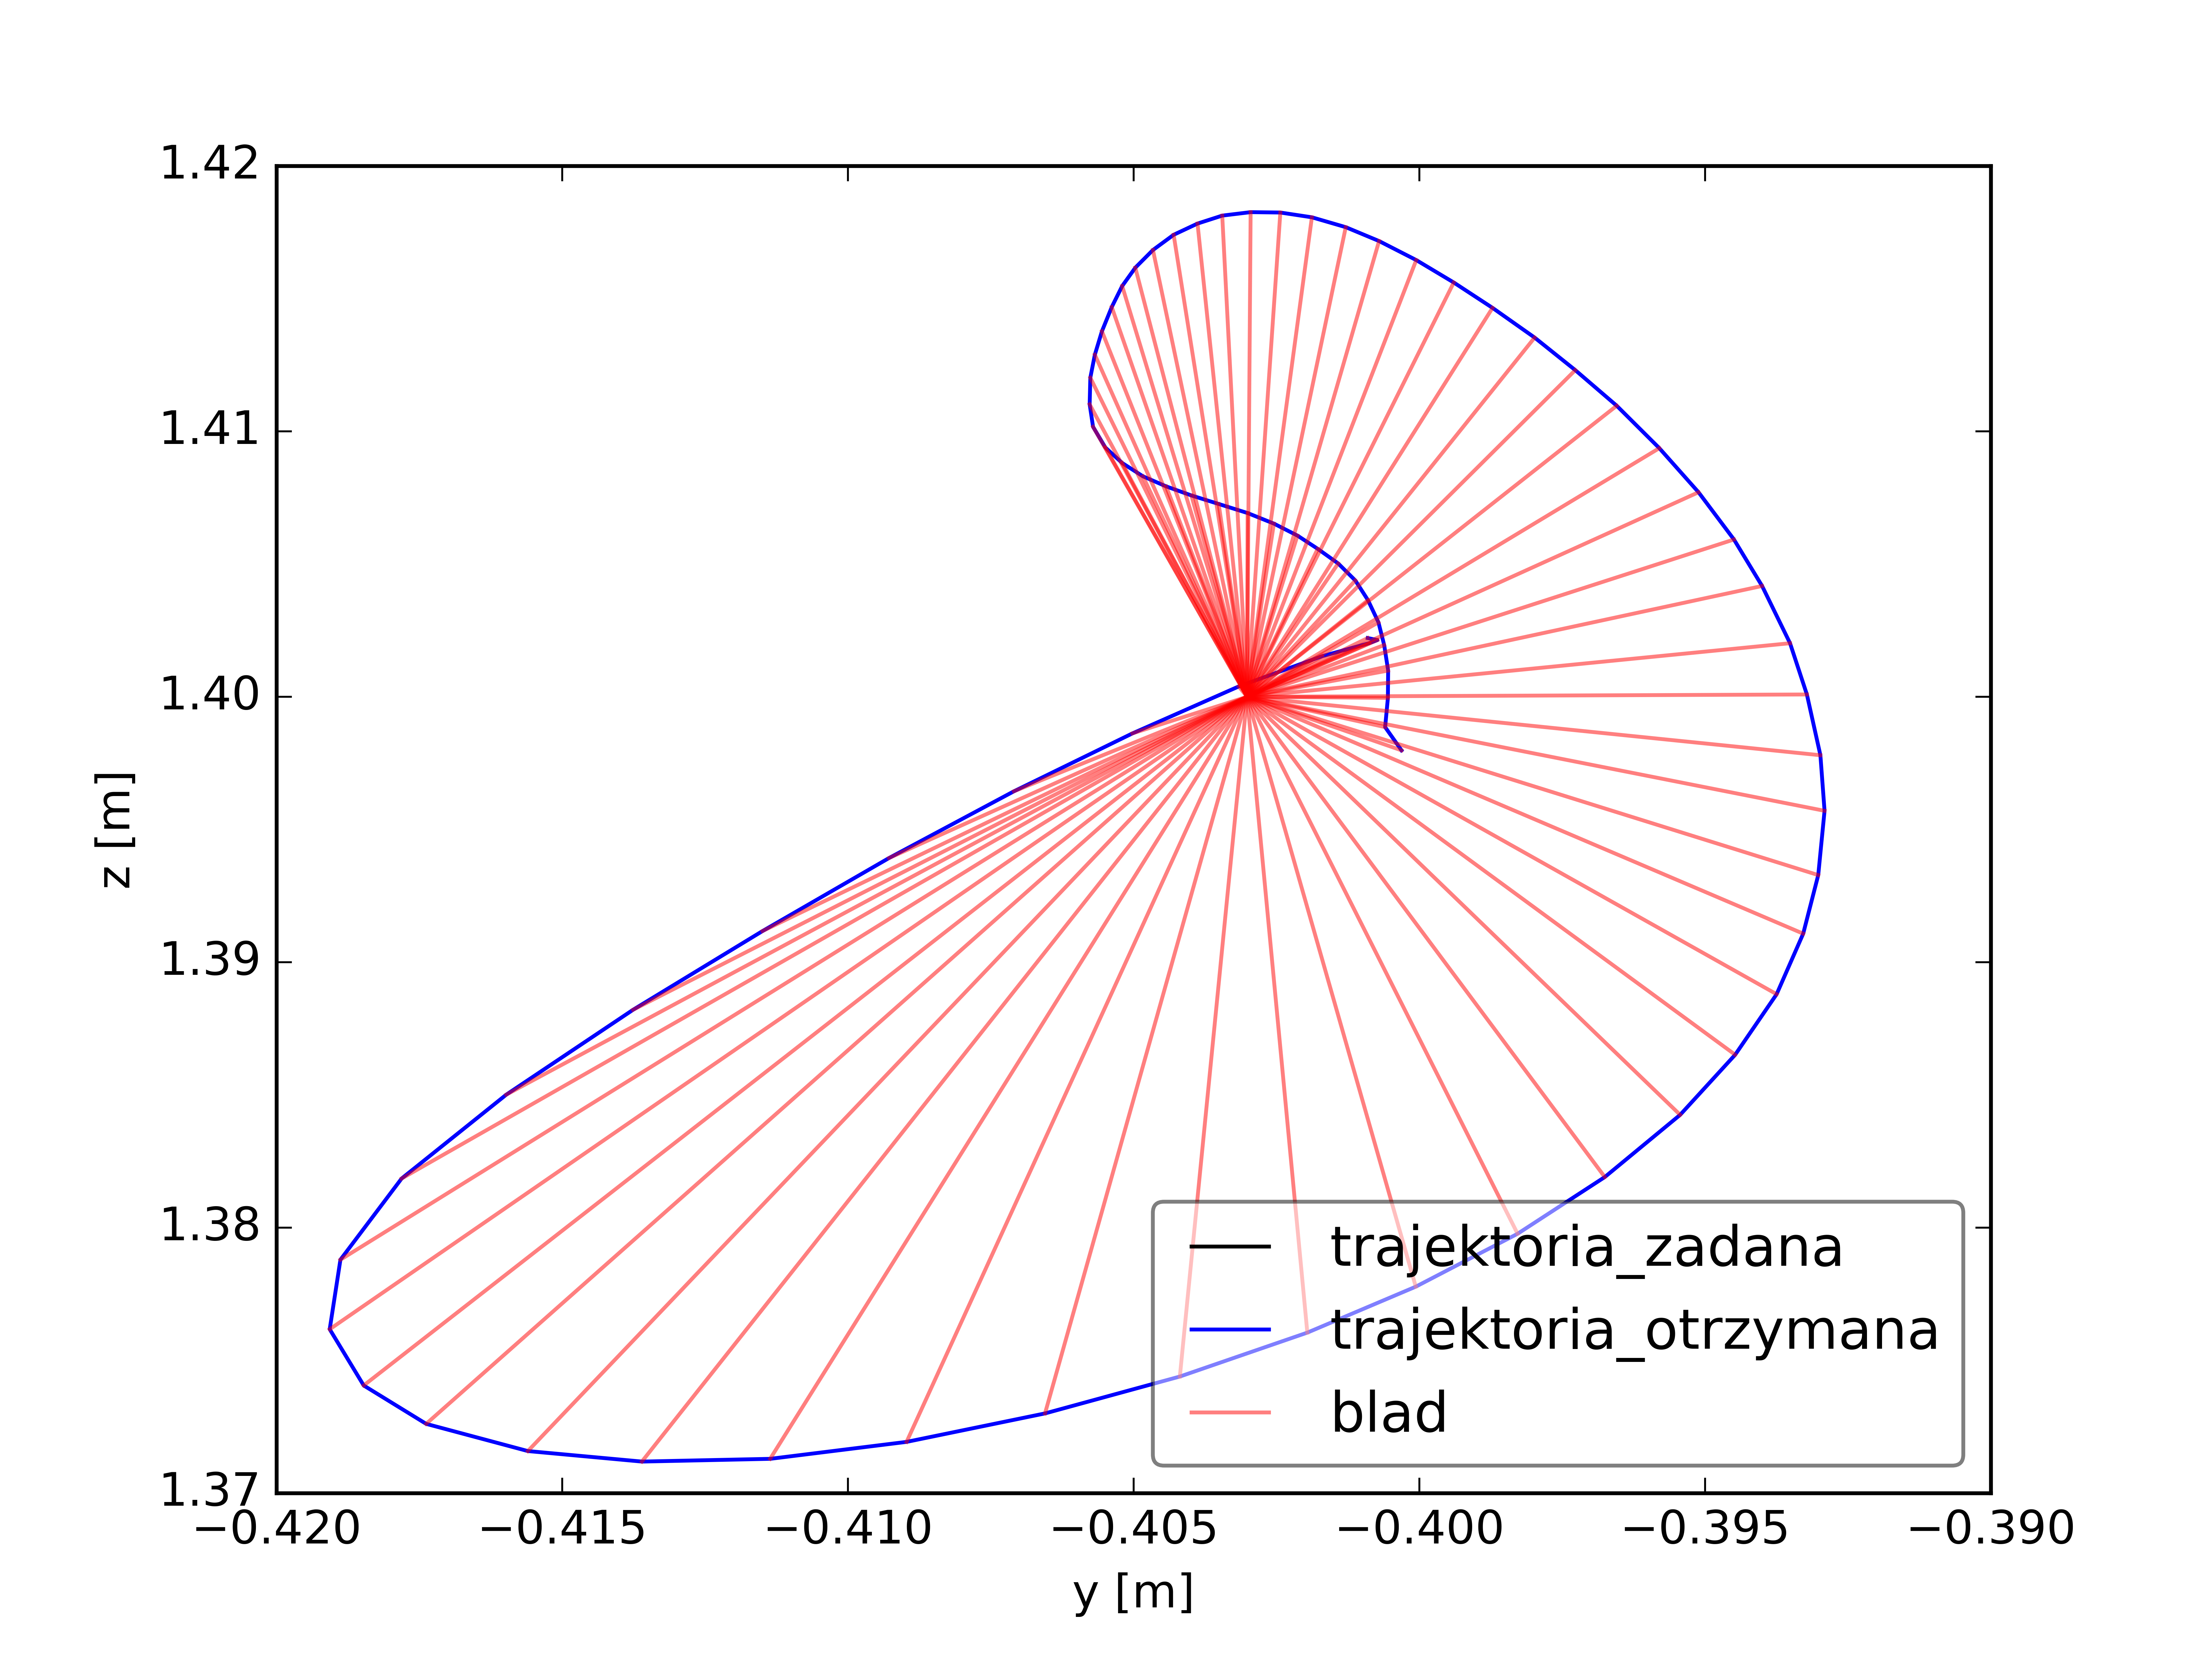 1.42
1.41
1.40
1.39
1.38
1.37
z [m]
−0.420 −0.415 −0.410 −0.405 −0.400 −0.395 −0.390
y [m]
trajektoria_zadana
trajektoria_otrzymana
blad